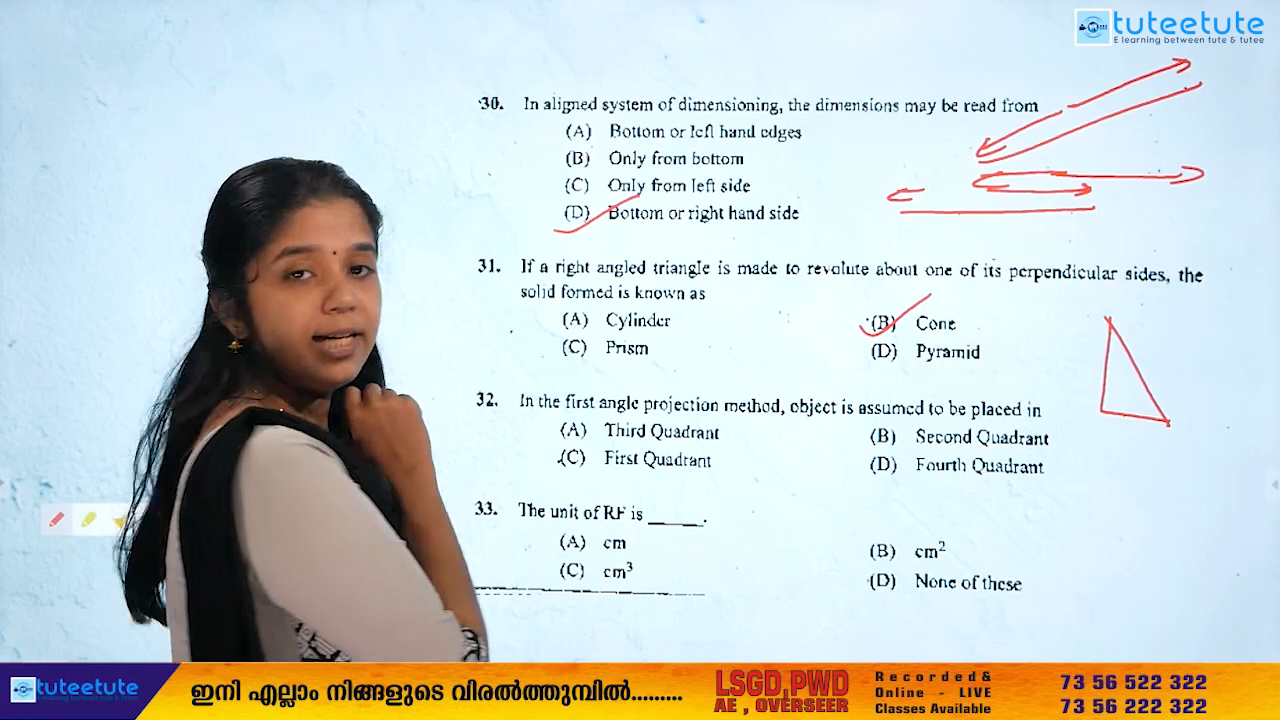 tuteetute
E learning between tute & tutee
30. In aligned system of dimensioning, the dimensions may be read from
(A) Bottom or left hand edges
(B) Only from bottom
(C) Only from left side
(D) Bottom or right hand side
31. If a right angled triangle is made to revolute about one of its perpendicular sides, the
solid formed is known as
(A) Cylinder
(B) Cone
(C) Prism
(D) Pyramid
32. In the first angle projection method, object is assumed to be placed in
(A) Third Quadrant
(B) Second Quadrant
(C) First Quadrant
(D) Fourth Quadrant
33. The unit of RF is _____.
(A) cm
(B) cm²
(C) cm³
(D) None of these
tuteetute
ഇനി എല്ലാം നിങ്ങളുടെ വിരൽത്തുമ്പിൽ.........
LSGD,PWD
AE , OVERSEER
Recorded &
Online - LIVE
Classes Available
73 56 522 322
73 56 222 322